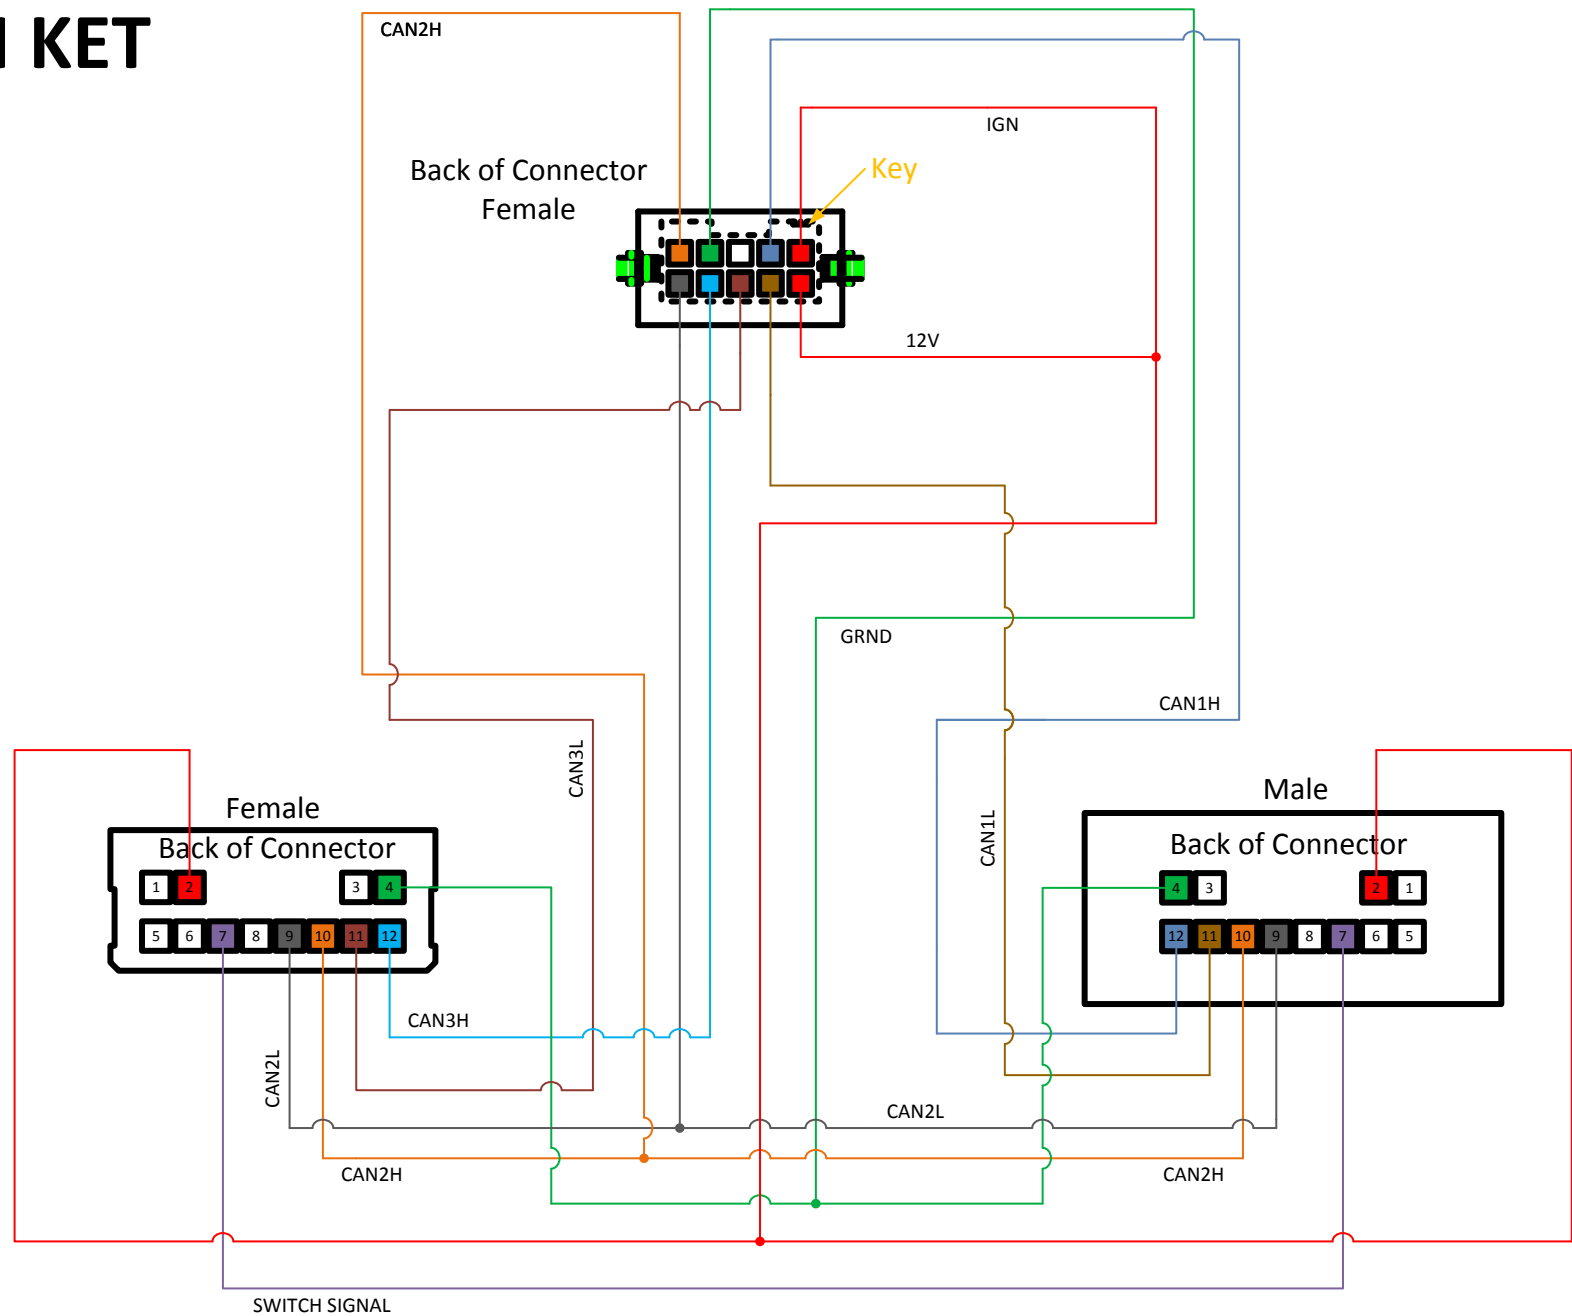 KET
CAN2H
IGN
Key
Back of Connector
Female
12V
GRND
CAN1H
CAN3L
CAN1L
Female
Back of Connector
1 2 3 4
5 6 7 8 9 10 11 12
Male
Back of Connector
4 3 2 1
12 11 10 9 8 7 6 5
CAN3H
CAN2L
CAN2L
CAN2H
CAN2H
SWITCH SIGNAL